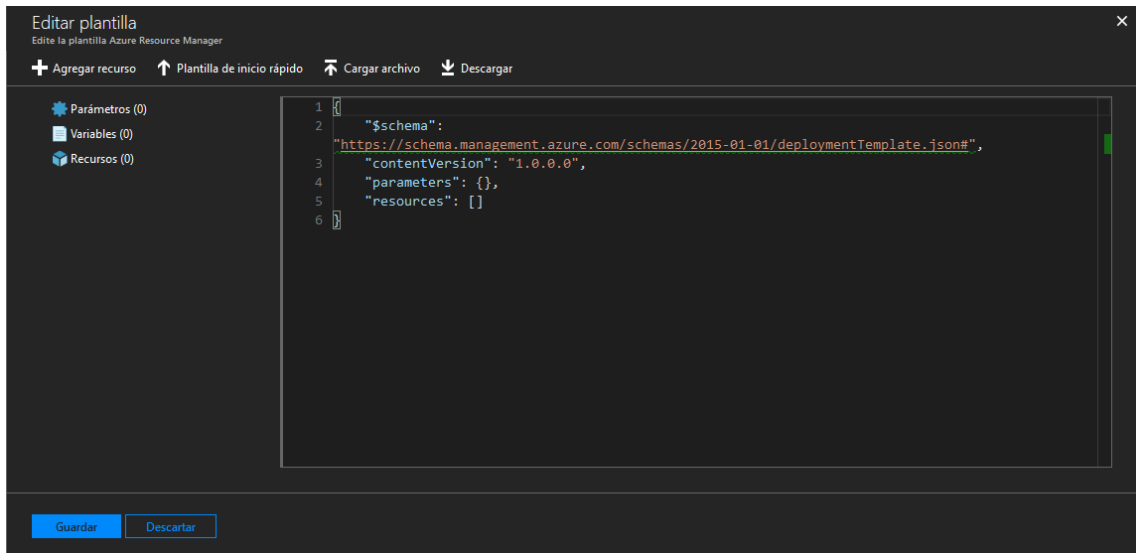 Editar plantilla
Edite la plantilla Azure Resource Manager
Agregar recurso Plantilla de inicio rápido Cargar archivo Descargar
Parámetros (0)
Variables (0)
Recursos (0)
1 {
2 "$schema":
"https://schema.management.azure.com/schemas/2015-01-01/deploymentTemplate.json#",
3 "contentVersion": "1.0.0.0",
4 "parameters": {},
5 "resources": []
6 }
Guardar Descartar